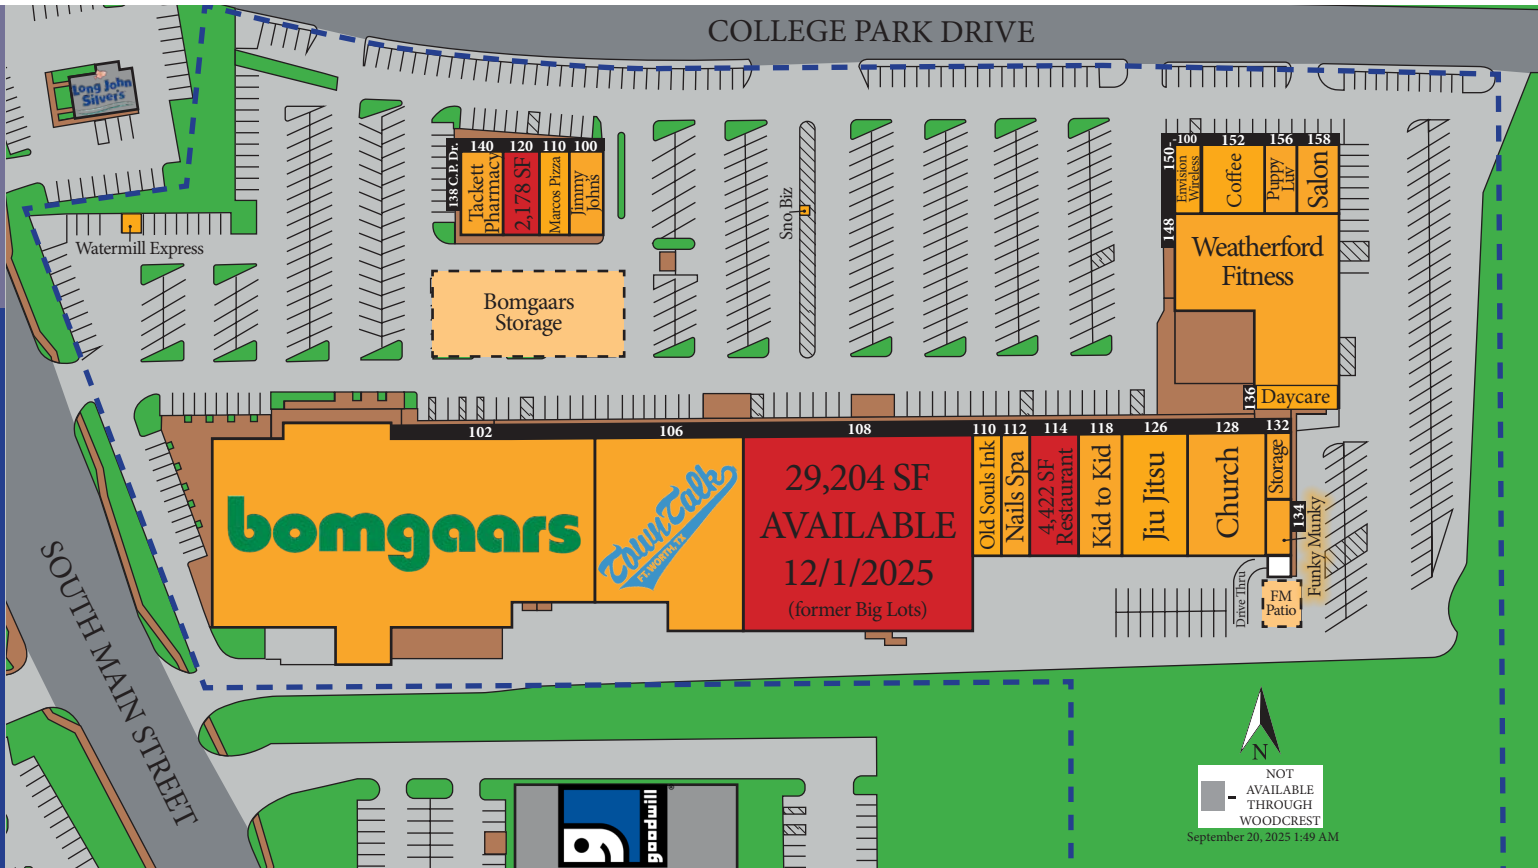 COLLEGE PARK DRIVE
Long John
Silver's
Watermill Express
138 C.P. Dr.
140
120
110
100
Tackett
Pharmacy
2,178 SF
Marcos Pizza
Jimmy
John's
Bomgaars
Storage
Sno Biz
150-
-100
152
156
158
Envision
Wireless
Coffee
Puppy
Luv
Salon
148
Weatherford
Fitness
136
Daycare
102
106
108
110
112
114
118
126
128
132
bomgaars
Town Talk
FT. WORTH, TX
29,204 SF
AVAILABLE
12/1/2025
(former Big Lots)
Old Souls Ink
Nails Spa
4,422 SF
Restaurant
Kid to Kid
Jiu Jitsu
Church
Storage
134
Funky Munky
Drive Thru
FM
Patio
SOUTH MAIN STREET
goodwill
N
NOT
AVAILABLE
THROUGH
WOODCREST
September 20, 2025 1:49 AM